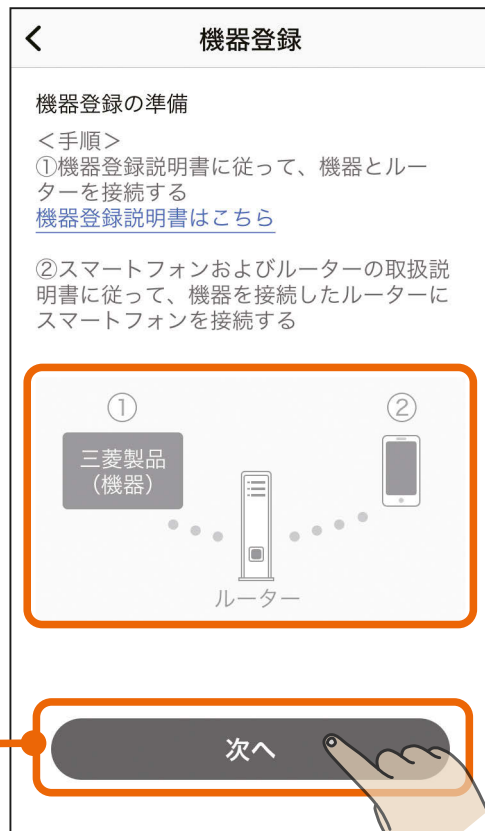 機器登録
機器登録の準備
＜手順＞
①機器登録説明書に従って、機器とルー
ターを接続する
機器登録説明書はこちら
②スマートフォンおよびルーターの取扱説
明書に従って、機器を接続したルーターに
スマートフォンを接続する
① ②
三菱製品
（機器）
ルーター
次へ